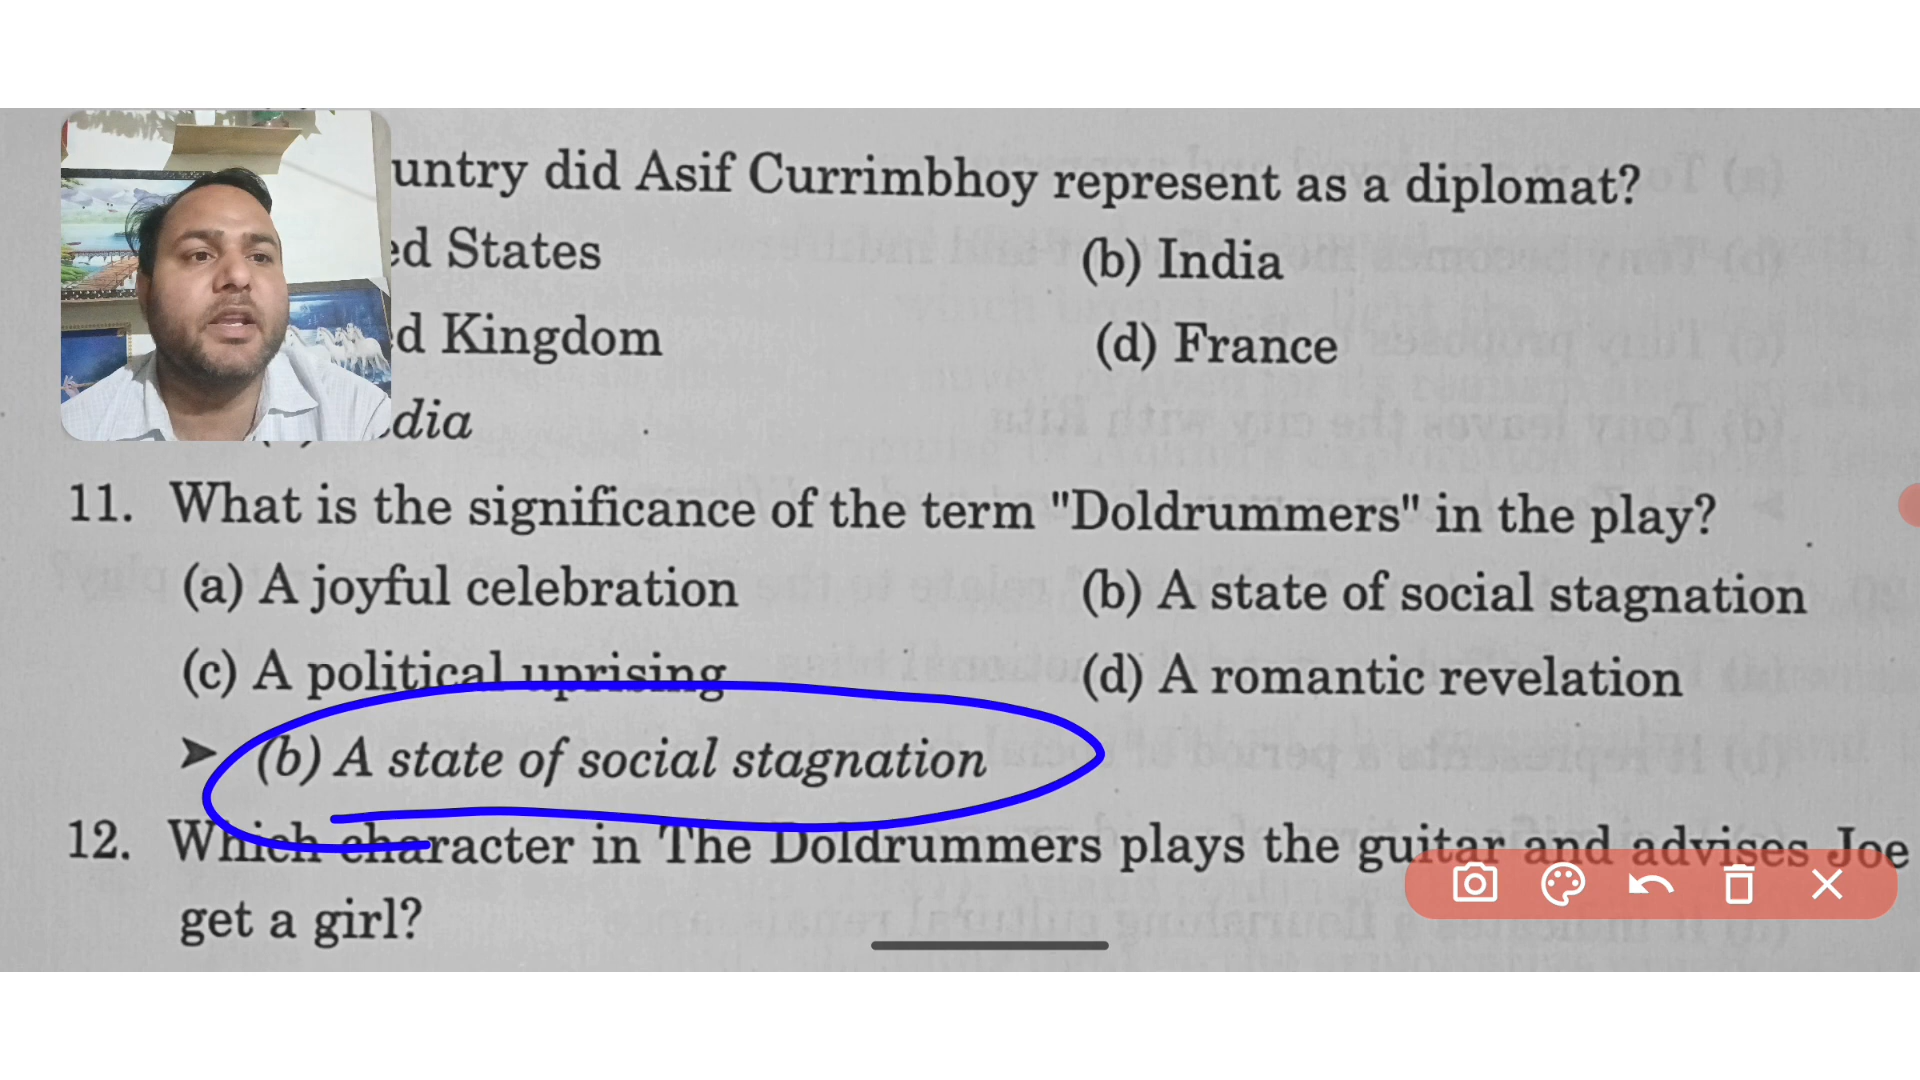 untry did Asif Currimbhoy represent as a diplomat?
ed States (b) India
d Kingdom (d) France
dia
11. What is the significance of the term "Doldrummers" in the play?
(a) A joyful celebration (b) A state of social stagnation
(c) A political uprising (d) A romantic revelation
➤ (b) A state of social stagnation
12. Which character in The Doldrummers plays the guitar and advises Joe
get a girl?